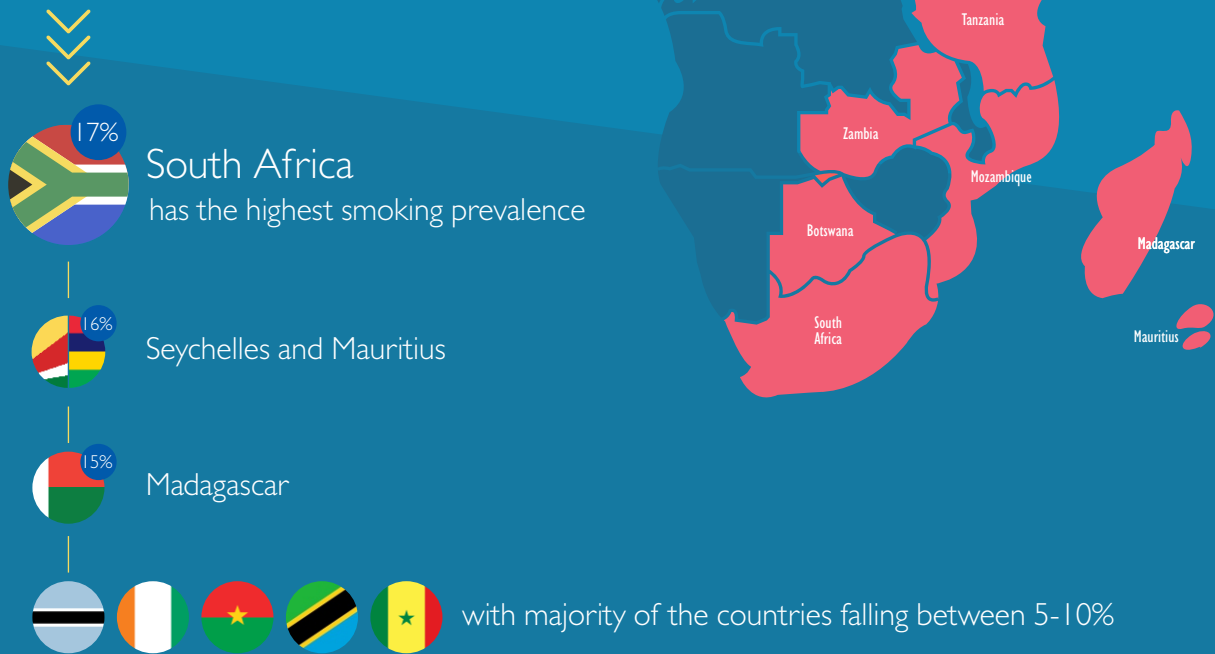 Tanzania
Zambia
Mozambique
Botswana
Madagascar
South
Africa
Mauritius
17%
South Africa
has the highest smoking prevalence
16%
Seychelles and Mauritius
15%
Madagascar
with majority of the countries falling between 5-10%